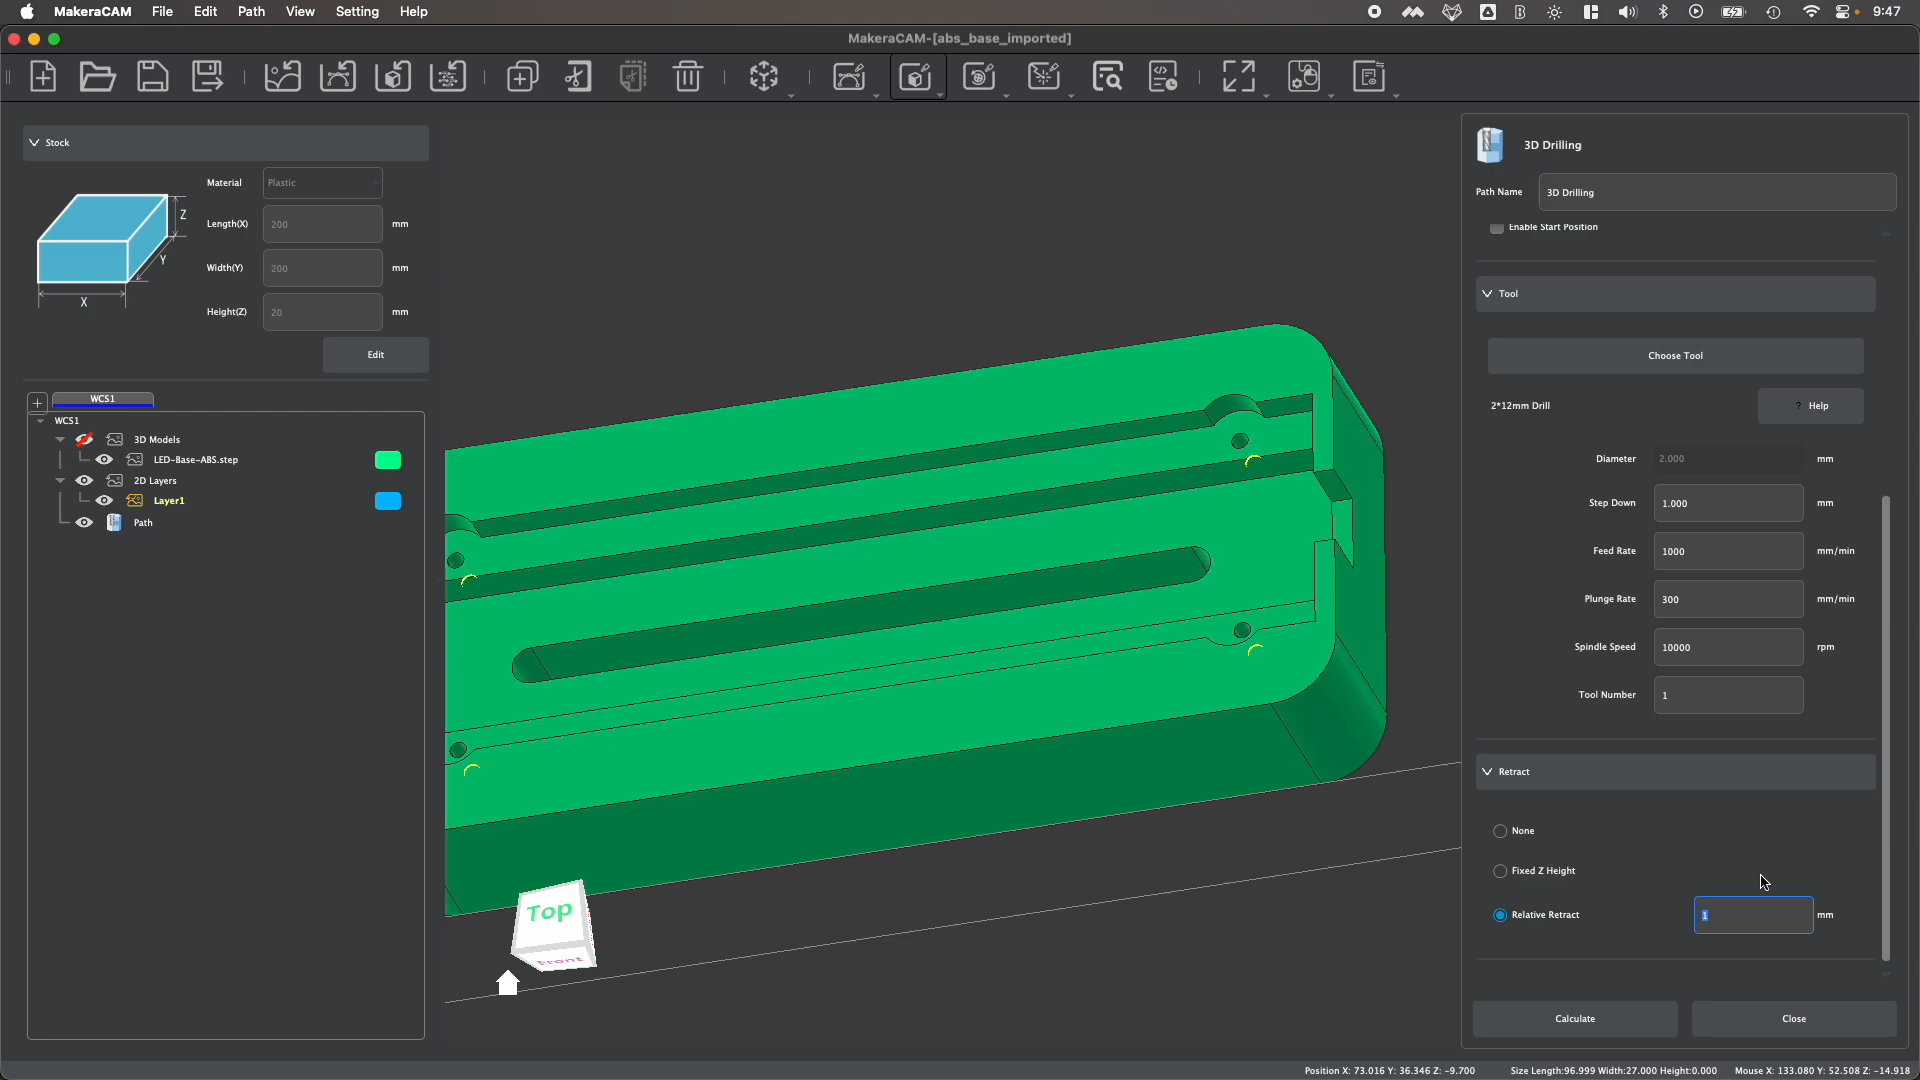 MakeraCAM File Edit Path View Setting Help 9:47
MakeraCAM-[abs_base_imported]
Stock
Material Plastic
Length(X) 200 mm
Width(Y) 200 mm
Height(Z) 20 mm
Z
Y
X
Edit
+ WCS1
WCS1
3D Models
LED-Base-ABS.step
2D Layers
Layer1
Path
Top
Front
3D Drilling
Path Name 3D Drilling
Enable Start Position
Tool
Choose Tool
2*12mm Drill ? Help
Diameter 2.000 mm
Step Down 1.000 mm
Feed Rate 1000 mm/min
Plunge Rate 300 mm/min
Spindle Speed 10000 rpm
Tool Number 1
Retract
None
Fixed Z Height
Relative Retract 1 mm
Calculate Close
Position X: 73.016 Y: 36.346 Z: -9.700 Size Length:96.999 Width:27.000 Height:0.000 Mouse X: 133.080 Y: 52.508 Z: -14.918